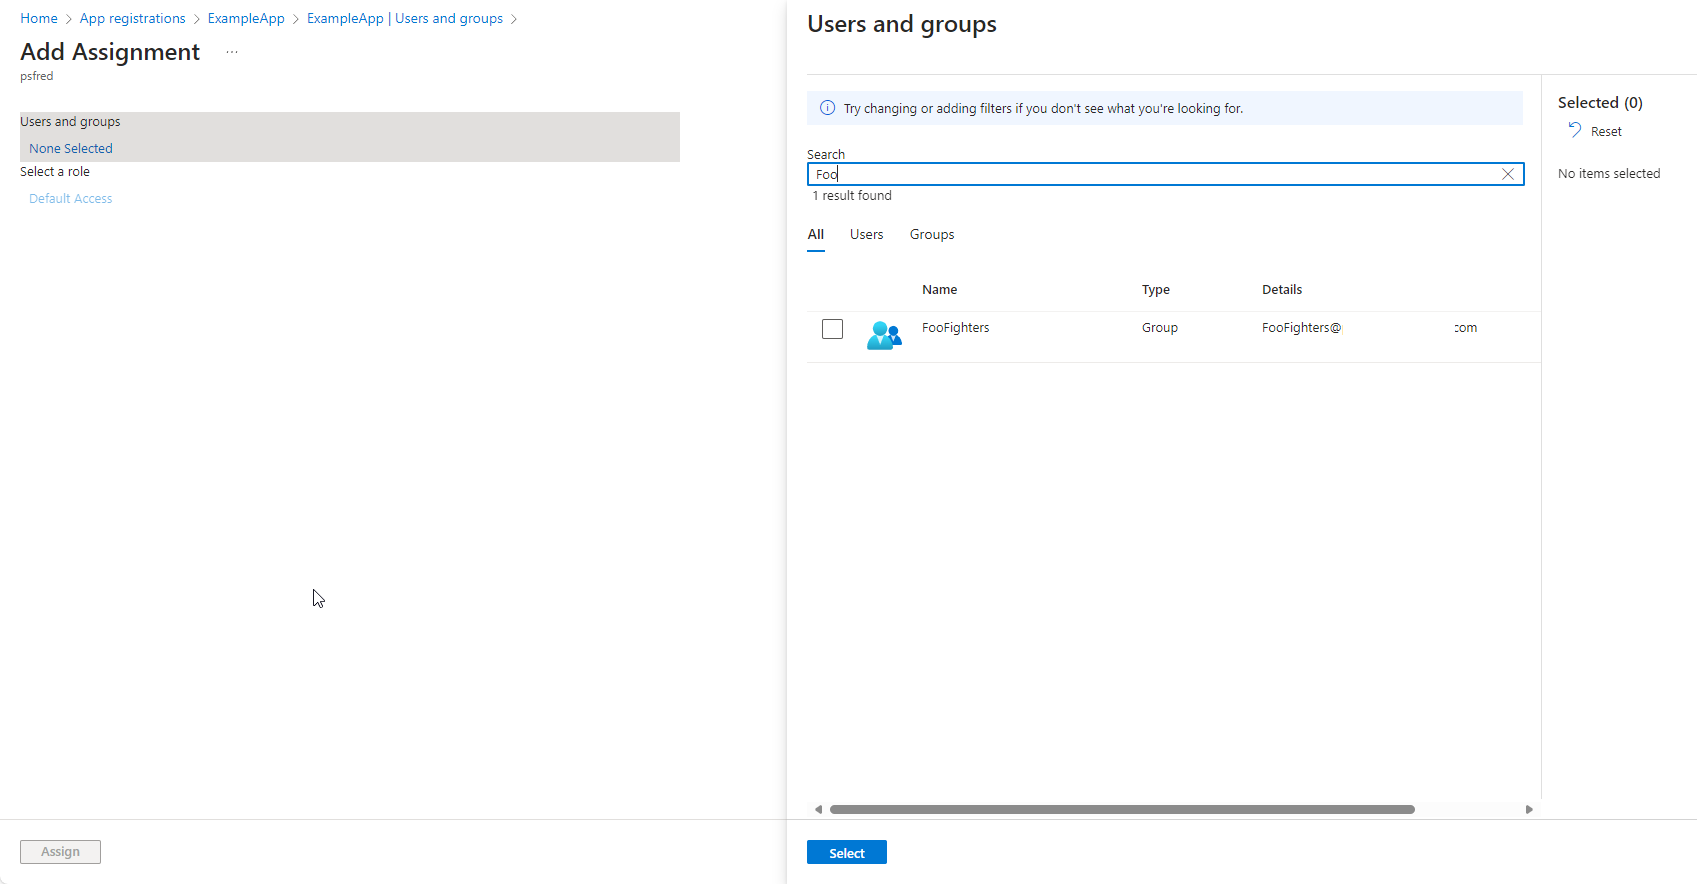 Home > App registrations > ExampleApp > ExampleApp | Users and groups >
Add Assignment ...
psfred
Users and groups
None Selected
Select a role
Default Access
Assign
Users and groups
Try changing or adding filters if you don't see what you're looking for.
Search
Foo
1 result found
All Users Groups
Name Type Details
FooFighters Group FooFighters@ com
Select
Selected (0)
Reset
No items selected